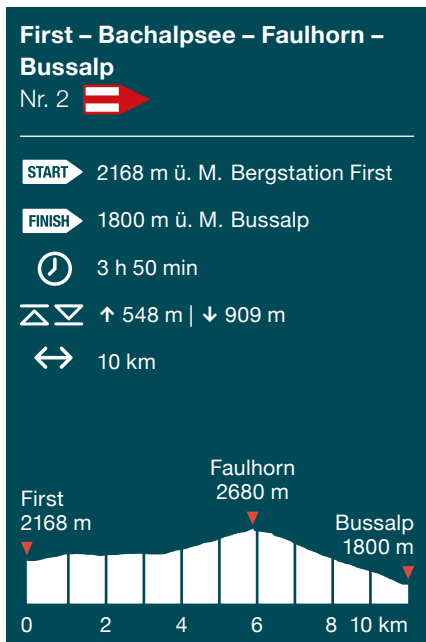 First – Bachalpsee – Faulhorn –
Bussalp
Nr. 2
START 2168 m ü. M. Bergstation First
FINISH 1800 m ü. M. Bussalp
3 h 50 min
↑ 548 m | ↓ 909 m
10 km
Faulhorn
2680 m
First
2168 m
Bussalp
1800 m
0 2 4 6 8 10 km